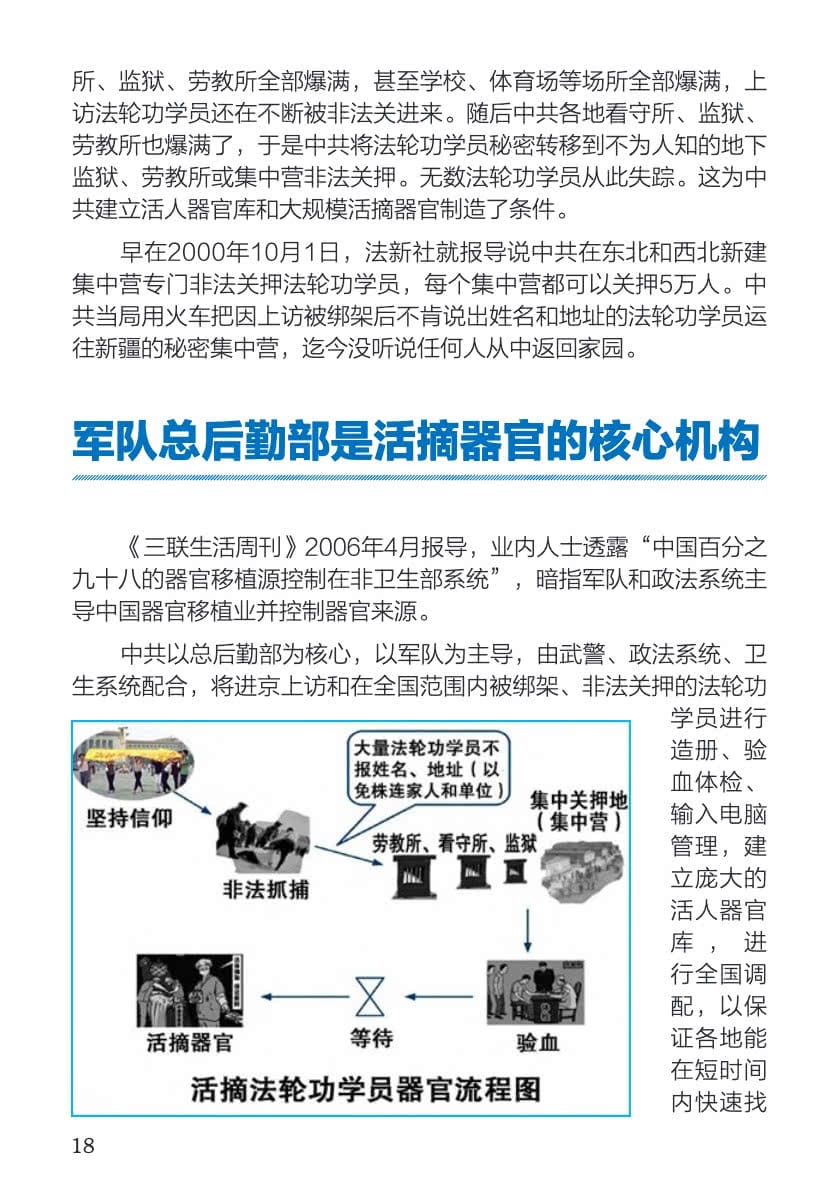 所、监狱、劳教所全部爆满，甚至学校、体育场等场所全部爆满，上
访法轮功学员还在不断被非法关进来。随后中共各地看守所、监狱、
劳教所也爆满了，于是中共将法轮功学员秘密转移到不为人知的地下
监狱、劳教所或集中营非法关押。无数法轮功学员从此失踪。这为中
共建立活人器官库和大规模活摘器官制造了条件。
早在2000年10月1日，法新社就报导说中共在东北和西北新建
集中营专门非法关押法轮功学员，每个集中营都可以关押5万人。中
共当局用火车把因上访被绑架后不肯说出姓名和地址的法轮功学员运
往新疆的秘密集中营，迄今没听说任何人从中返回家园。
军队总后勤部是活摘器官的核心机构
《三联生活周刊》2006年4月报导，业内人士透露“中国百分之
九十八的器官移植源控制在非卫生部系统”，暗指军队和政法系统主
导中国器官移植业并控制器官来源。
中共以总后勤部为核心，以军队为主导，由武警、政法系统、卫
生系统配合，将进京上访和在全国范围内被绑架、非法关押的法轮功
学员进行
造册、验
血体检、
输入电脑
管理，建
立庞大的
活人器官
库，进
行全国调
配，以保
证各地能
在短时间
内快速找
坚持信仰
非法抓捕
大量法轮功学员不
报姓名、地址（以
免株连家人和单位）
劳教所、看守所、监狱
集中关押地
（集中营）
验血
等待
活摘器官
活摘法轮功学员器官流程图
18